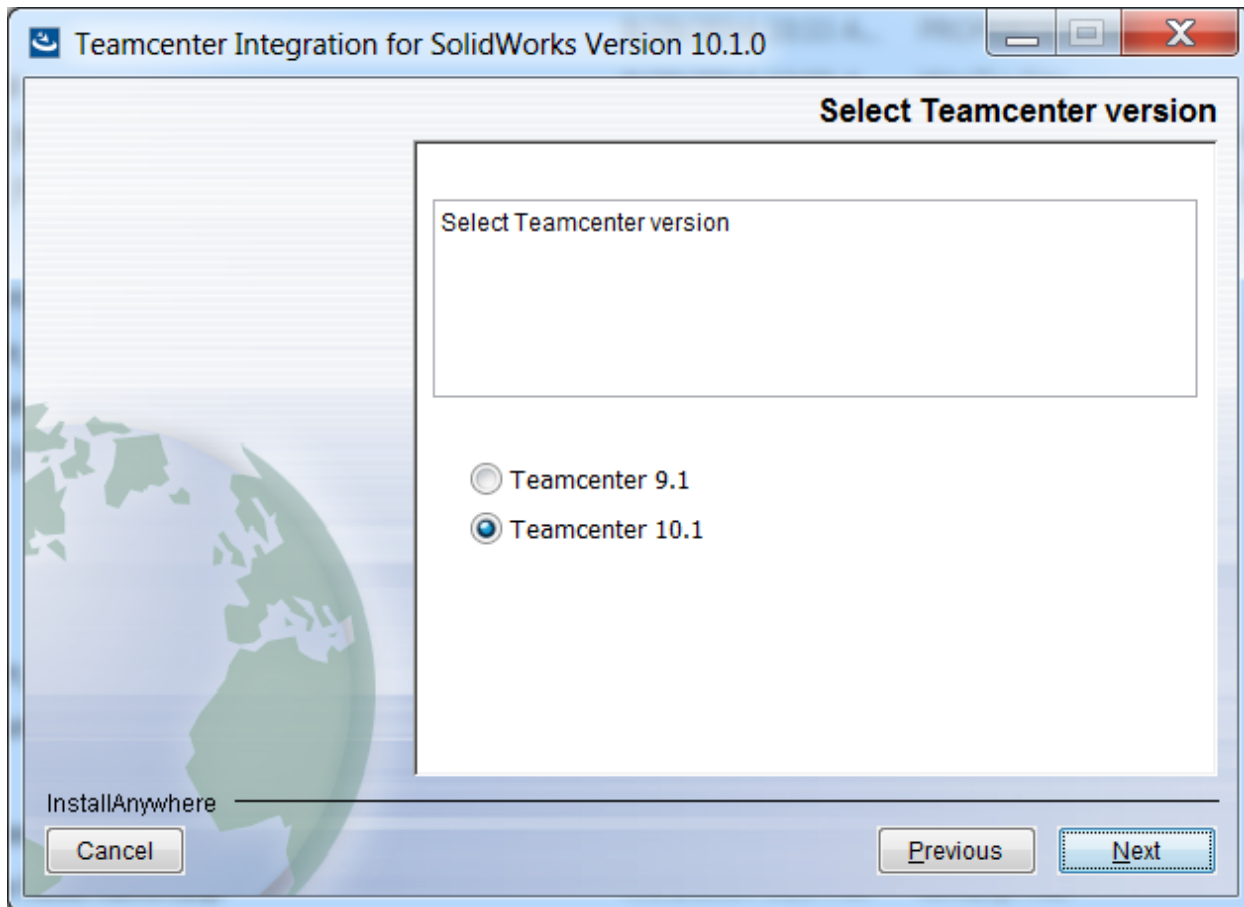 Teamcenter Integration for SolidWorks Version 10.1.0
Select Teamcenter version
Select Teamcenter version
Teamcenter 9.1
Teamcenter 10.1
InstallAnywhere
Cancel
Previous
Next